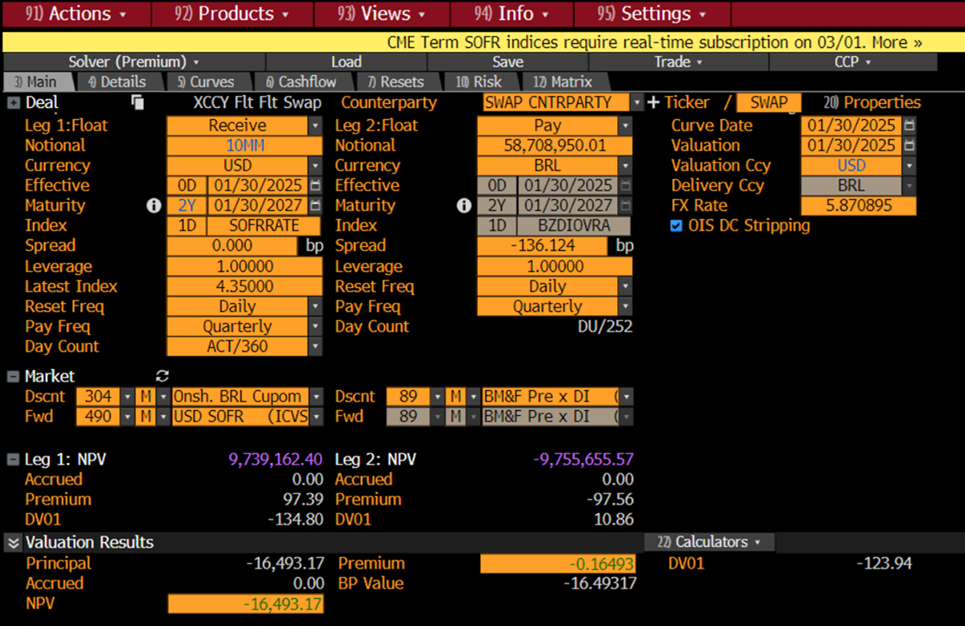 91) Actions 92) Products 93) Views 94) Info 95) Settings
CME Term SOFR indices require real-time subscription on 03/01. More »
Solver (Premium) Load Save Trade CCP
3) Main 4) Details 5) Curves 6) Cashflow 7) Resets 10) Risk 12) Matrix
Deal XCCY Flt Flt Swap Counterparty SWAP CNTRPARTY Ticker / SWAP 20) Properties
Leg 1:Float Receive Leg 2:Float Pay Curve Date 01/30/2025
Notional 10MM Notional 58,708,950.01 Valuation 01/30/2025
Currency USD Currency BRL Valuation Ccy USD
Effective 0D 01/30/2025 Effective 0D 01/30/2025 Delivery Ccy BRL
Maturity 2Y 01/30/2027 Maturity 2Y 01/30/2027 FX Rate 5.870895
Index 1D SOFRRATE Index 1D BZDIOVRA OIS DC Stripping
Spread 0.000 bp Spread -136.124 bp
Leverage 1.00000 Leverage 1.00000
Latest Index 4.35000 Reset Freq Daily
Reset Freq Daily Pay Freq Quarterly
Pay Freq Quarterly Day Count DU/252
Day Count ACT/360
Market
Dscnt 304 M Onsh. BRL Cupom Dscnt 89 M BM&F Pre x DI (
Fwd 490 M USD SOFR (ICVS Fwd 89 M BM&F Pre x DI (
Leg 1: NPV 9,739,162.40 Leg 2: NPV -9,755,655.57
Accrued 0.00 Accrued 0.00
Premium 97.39 Premium -97.56
DV01 -134.80 DV01 10.86
Valuation Results 22) Calculators
Principal -16,493.17 Premium -0.16493 DV01 -123.94
Accrued 0.00 BP Value -16.49317
NPV -16,493.17